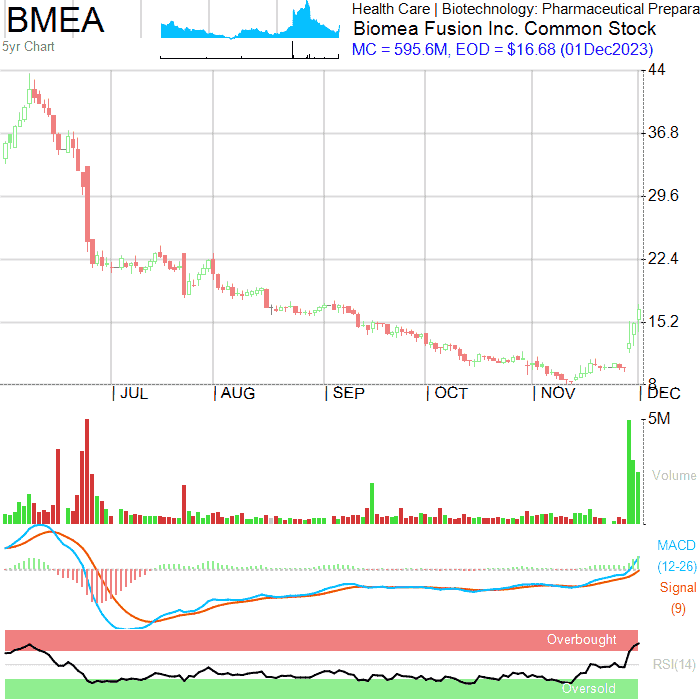 BMEA
5yr Chart
Health Care | Biotechnology: Pharmaceutical Prepara
Biomea Fusion Inc. Common Stock
MC = 595.6M, EOD = $16.68 (01Dec2023)
44
36.8
29.6
22.4
15.2
8
| JUL | AUG | SEP | OCT | NOV | DEC
5M
Volume
MACD
(12-26)
Signal
(9)
Overbought
RSI(14)
Oversold